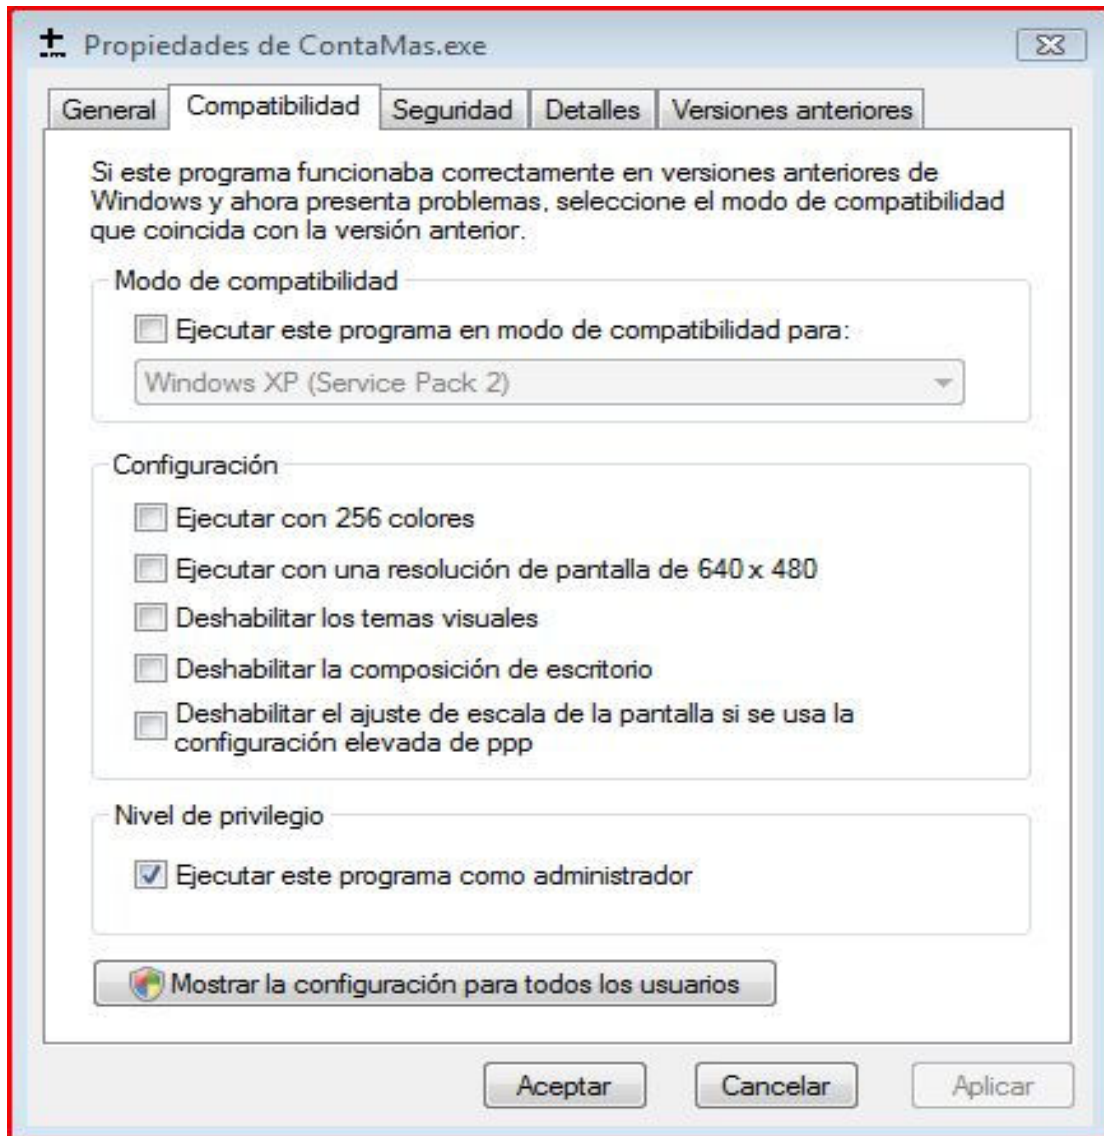 Propiedades de ContaMas.exe
General Compatibilidad Seguridad Detalles Versiones anteriores
Si este programa funcionaba correctamente en versiones anteriores de
Windows y ahora presenta problemas, seleccione el modo de compatibilidad
que coincida con la versión anterior.
Modo de compatibilidad
Ejecutar este programa en modo de compatibilidad para:
Windows XP (Service Pack 2)
Configuración
Ejecutar con 256 colores
Ejecutar con una resolución de pantalla de 640 x 480
Deshabilitar los temas visuales
Deshabilitar la composición de escritorio
Deshabilitar el ajuste de escala de la pantalla si se usa la
configuración elevada de ppp
Nivel de privilegio
Ejecutar este programa como administrador
Mostrar la configuración para todos los usuarios
Aceptar Cancelar Aplicar